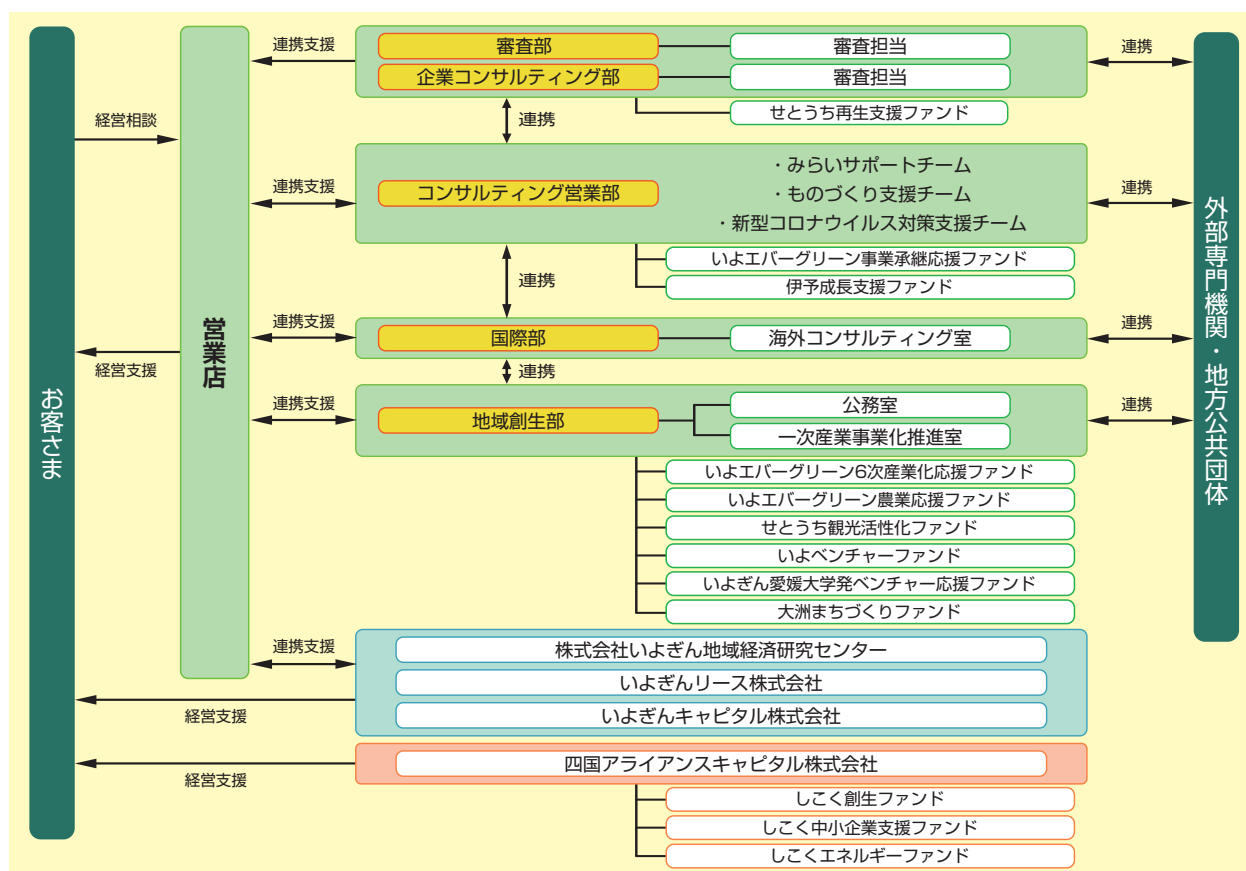 お客さま
経営相談
経営支援
営業店
連携支援
審査部
審査担当
企業コンサルティング部
審査担当
せとうち再生支援ファンド
連携
連携
連携支援
コンサルティング営業部
・みらいサポートチーム
・ものづくり支援チーム
・新型コロナウイルス対策支援チーム
連携
いよエバーグリーン事業承継応援ファンド
伊予成長支援ファンド
連携
連携支援
国際部
海外コンサルティング室
連携
連携
連携支援
地域創生部
公務室
一次産業事業化推進室
連携
いよエバーグリーン6次産業化応援ファンド
いよエバーグリーン農業応援ファンド
せとうち観光活性化ファンド
いよベンチャーファンド
いよぎん愛媛大学発ベンチャー応援ファンド
大洲まちづくりファンド
連携支援
株式会社いよぎん地域経済研究センター
いよぎんリース株式会社
いよぎんキャピタル株式会社
経営支援
四国アライアンスキャピタル株式会社
経営支援
しこく創生ファンド
しこく中小企業支援ファンド
しこくエネルギーファンド
外部専門機関・地方公共団体